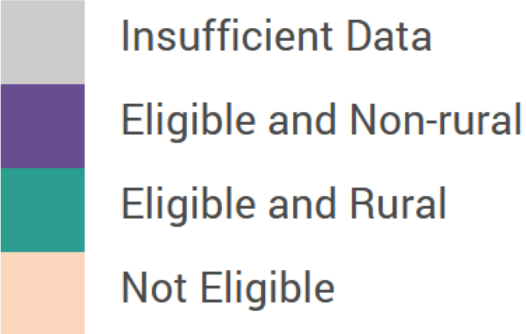 Insufficient Data
Eligible and Non-rural
Eligible and Rural
Not Eligible